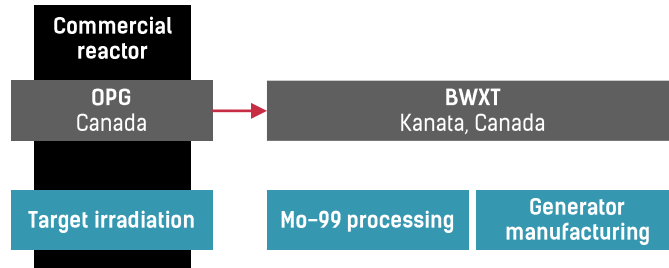 Commercial
reactor
OPG
Canada
BWXT
Kanata, Canada
Target irradiation
Mo-99 processing
Generator
manufacturing